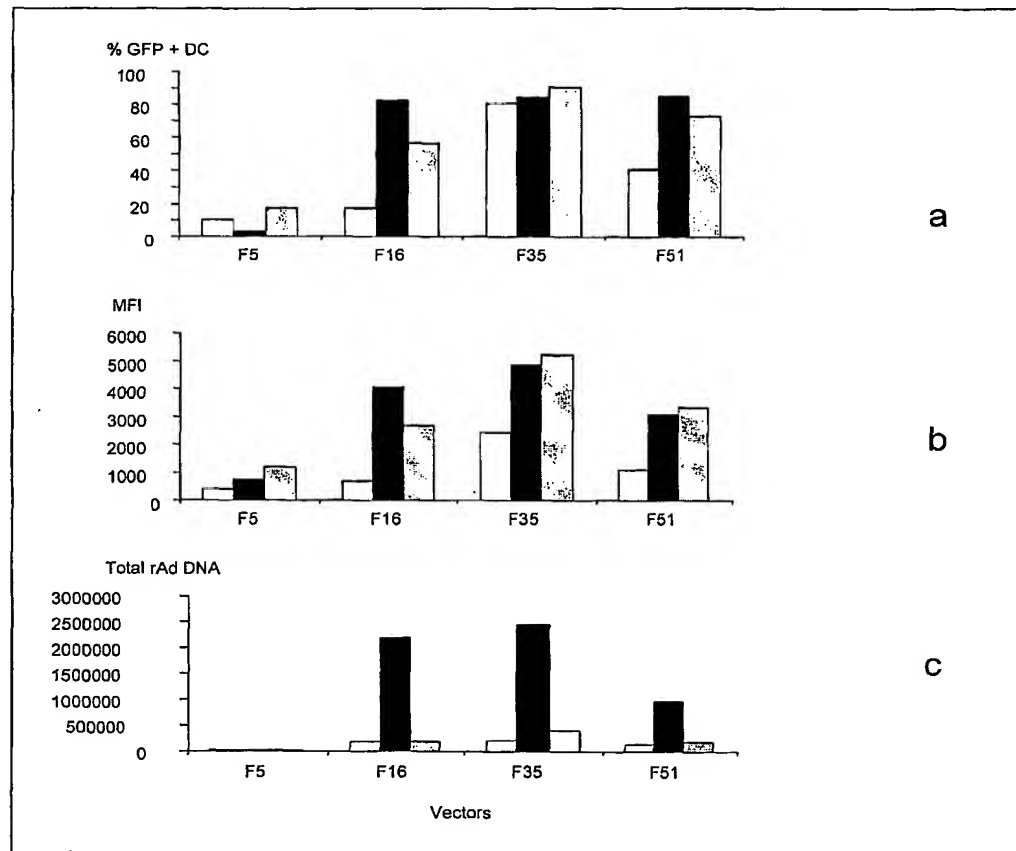 % GFP + DC
100
80
60
40
20
0
F5 F16 F35 F51
a
MFI
6000
5000
4000
3000
2000
1000
0
F5 F16 F35 F51
b
Total rAd DNA
3000000
2500000
2000000
1500000
1000000
500000
0
F5 F16 F35 F51
c
Vectors